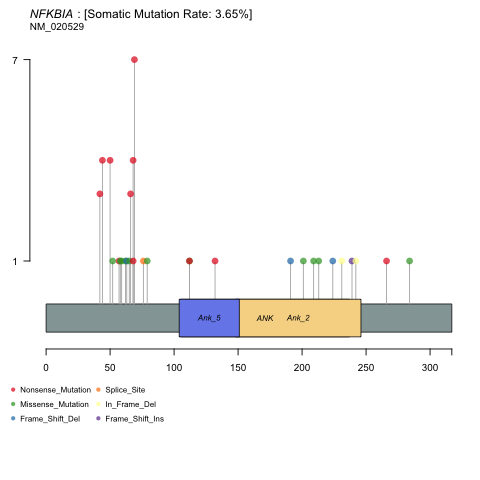 NFKBIA : [Somatic Mutation Rate: 3.65%]
NM_020529
7
1
Ank_5 ANK Ank_2
0 50 100 150 200 250 300
Nonsense_Mutation Splice_Site
Missense_Mutation In_Frame_Del
Frame_Shift_Del Frame_Shift_Ins